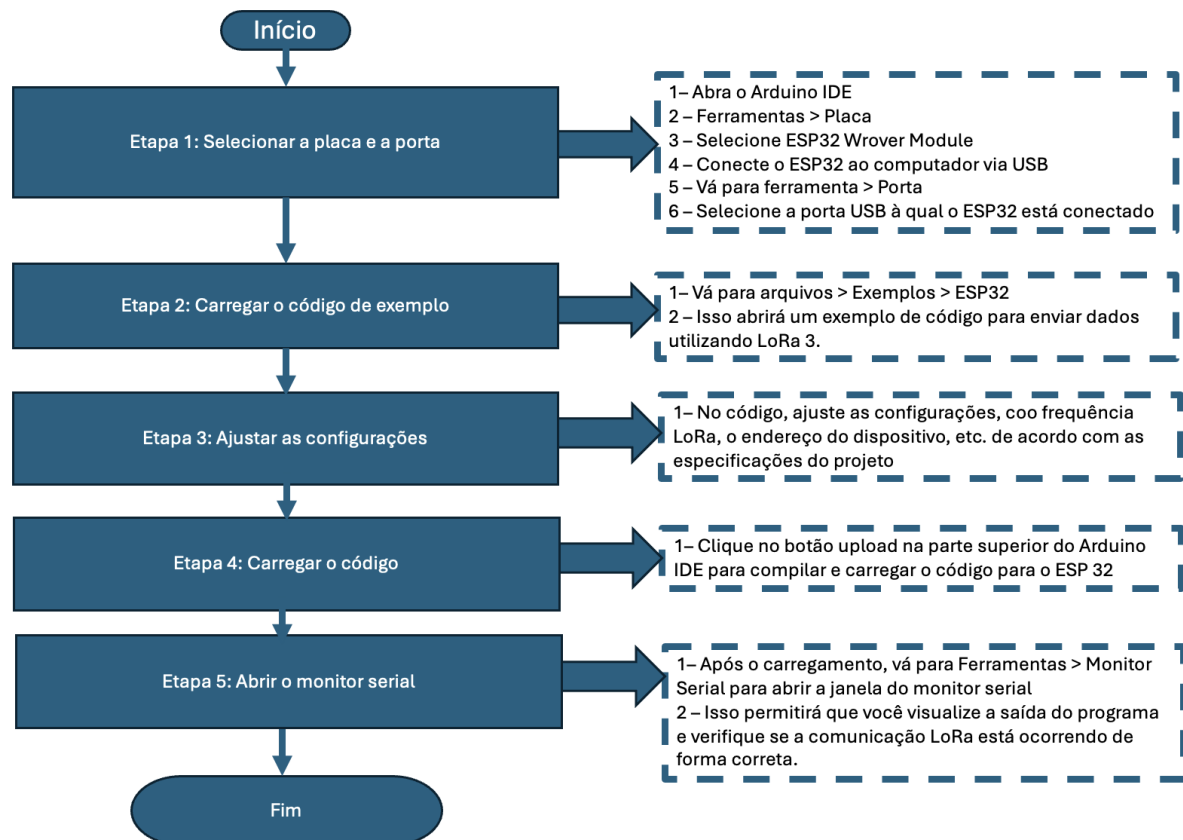 Início
Etapa 1: Selecionar a placa e a porta
1– Abra o Arduino IDE
2 – Ferramentas > Placa
3 – Selecione ESP32 Wrover Module
4 – Conecte o ESP32 ao computador via USB
5 – Vá para ferramenta > Porta
6 – Selecione a porta USB à qual o ESP32 está conectado
Etapa 2: Carregar o código de exemplo
1– Vá para arquivos > Exemplos > ESP32
2 – Isso abrirá um exemplo de código para enviar dados
utilizando LoRa 3.
Etapa 3: Ajustar as configurações
1– No código, ajuste as configurações, coo frequência
LoRa, o endereço do dispositivo, etc. de acordo com as
especificações do projeto
Etapa 4: Carregar o código
1– Clique no botão upload na parte superior do Arduino
IDE para compilar e carregar o código para o ESP 32
Etapa 5: Abrir o monitor serial
1– Após o carregamento, vá para Ferramentas > Monitor
Serial para abrir a janela do monitor serial
2 – Isso permitirá que você visualize a saída do programa
e verifique se a comunicação LoRa está ocorrendo de
forma correta.
Fim